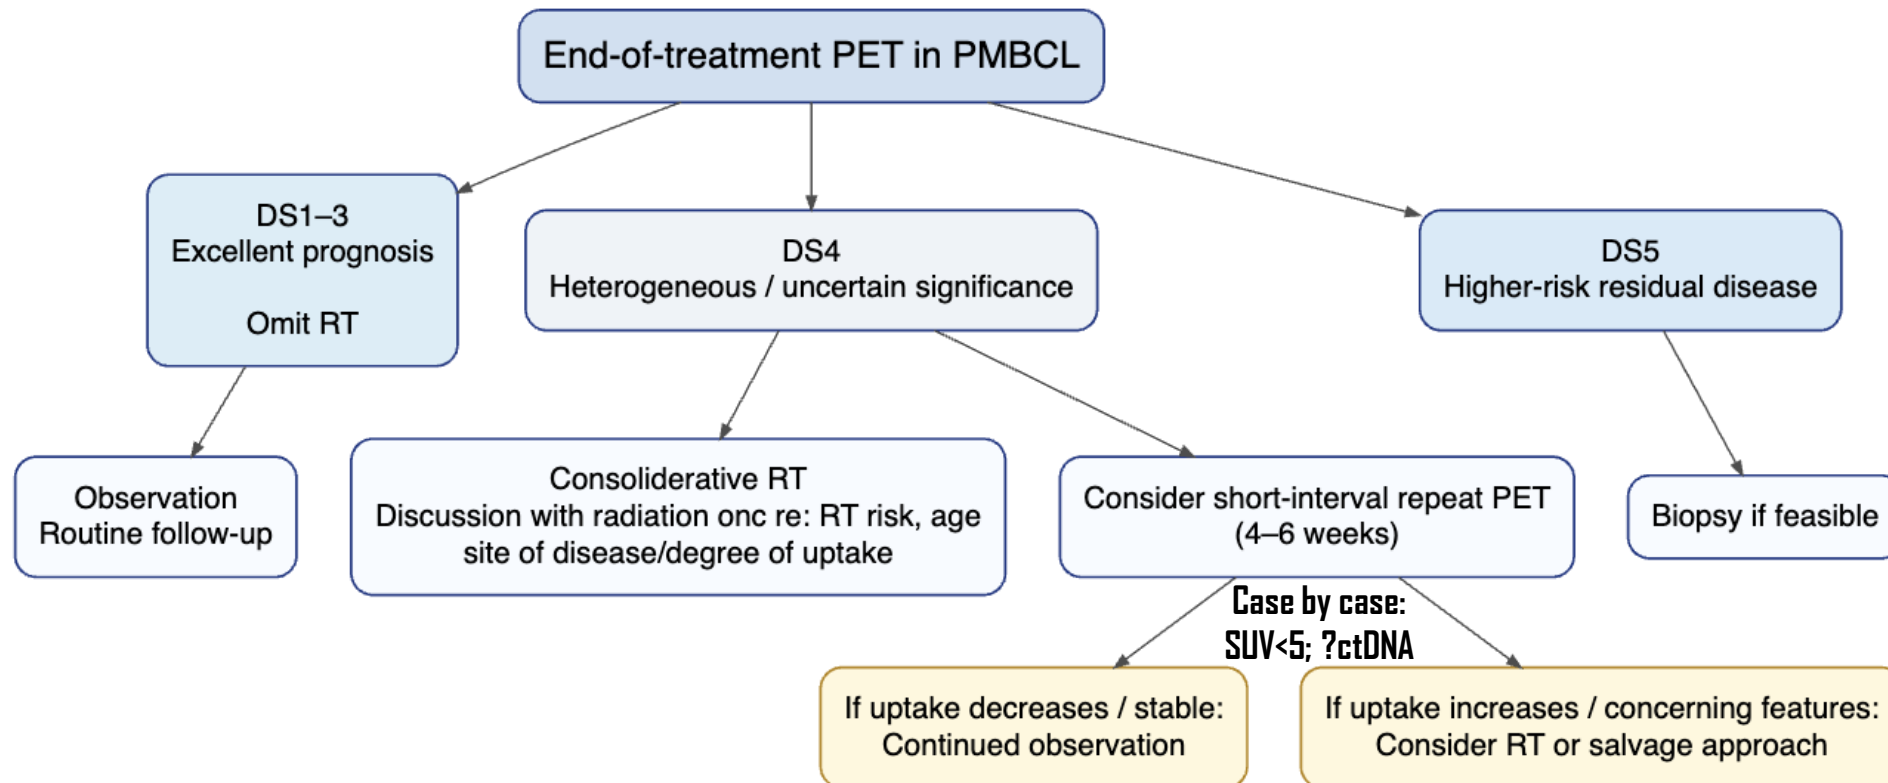 End-of-treatment PET in PMBCL
DS1–3
Excellent prognosis
Omit RT
DS4
Heterogeneous / uncertain significance
DS5
Higher-risk residual disease
Observation
Routine follow-up
Consoliderative RT
Discussion with radiation onc re: RT risk, age
site of disease/degree of uptake
Consider short-interval repeat PET
(4–6 weeks)
Biopsy if feasible
Case by case:
SUV<5; ?ctDNA
If uptake decreases / stable:
Continued observation
If uptake increases / concerning features:
Consider RT or salvage approach